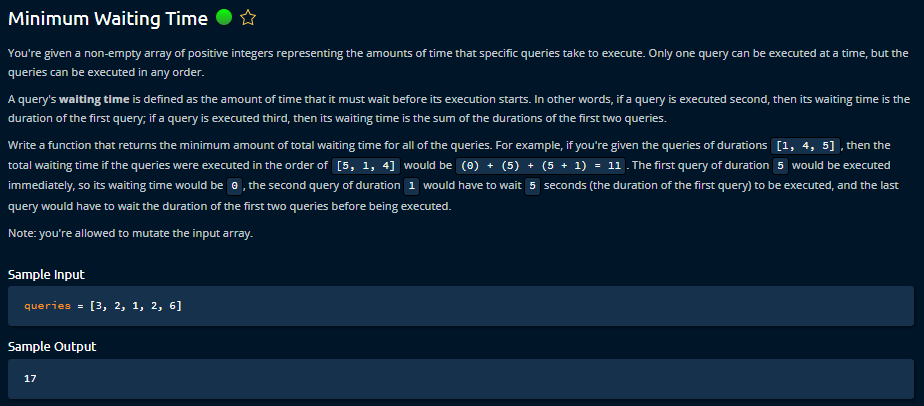 Minimum Waiting Time
You're given a non-empty array of positive integers representing the amounts of time that specific queries take to execute. Only one query can be executed at a time, but the
queries can be executed in any order.
A query's waiting time is defined as the amount of time that it must wait before its execution starts. In other words, if a query is executed second, then its waiting time is the
duration of the first query; if a query is executed third, then its waiting time is the sum of the durations of the first two queries.
Write a function that returns the minimum amount of total waiting time for all of the queries. For example, if you're given the queries of durations [1, 4, 5] , then the
total waiting time if the queries were executed in the order of [5, 1, 4] would be (0) + (5) + (5 + 1) = 11 . The first query of duration 5 would be executed
immediately, so its waiting time would be 0 , the second query of duration 1 would have to wait 5 seconds (the duration of the first query) to be executed, and the last
query would have to wait the duration of the first two queries before being executed.
Note: you're allowed to mutate the input array.
Sample Input
queries = [3, 2, 1, 2, 6]
Sample Output
17